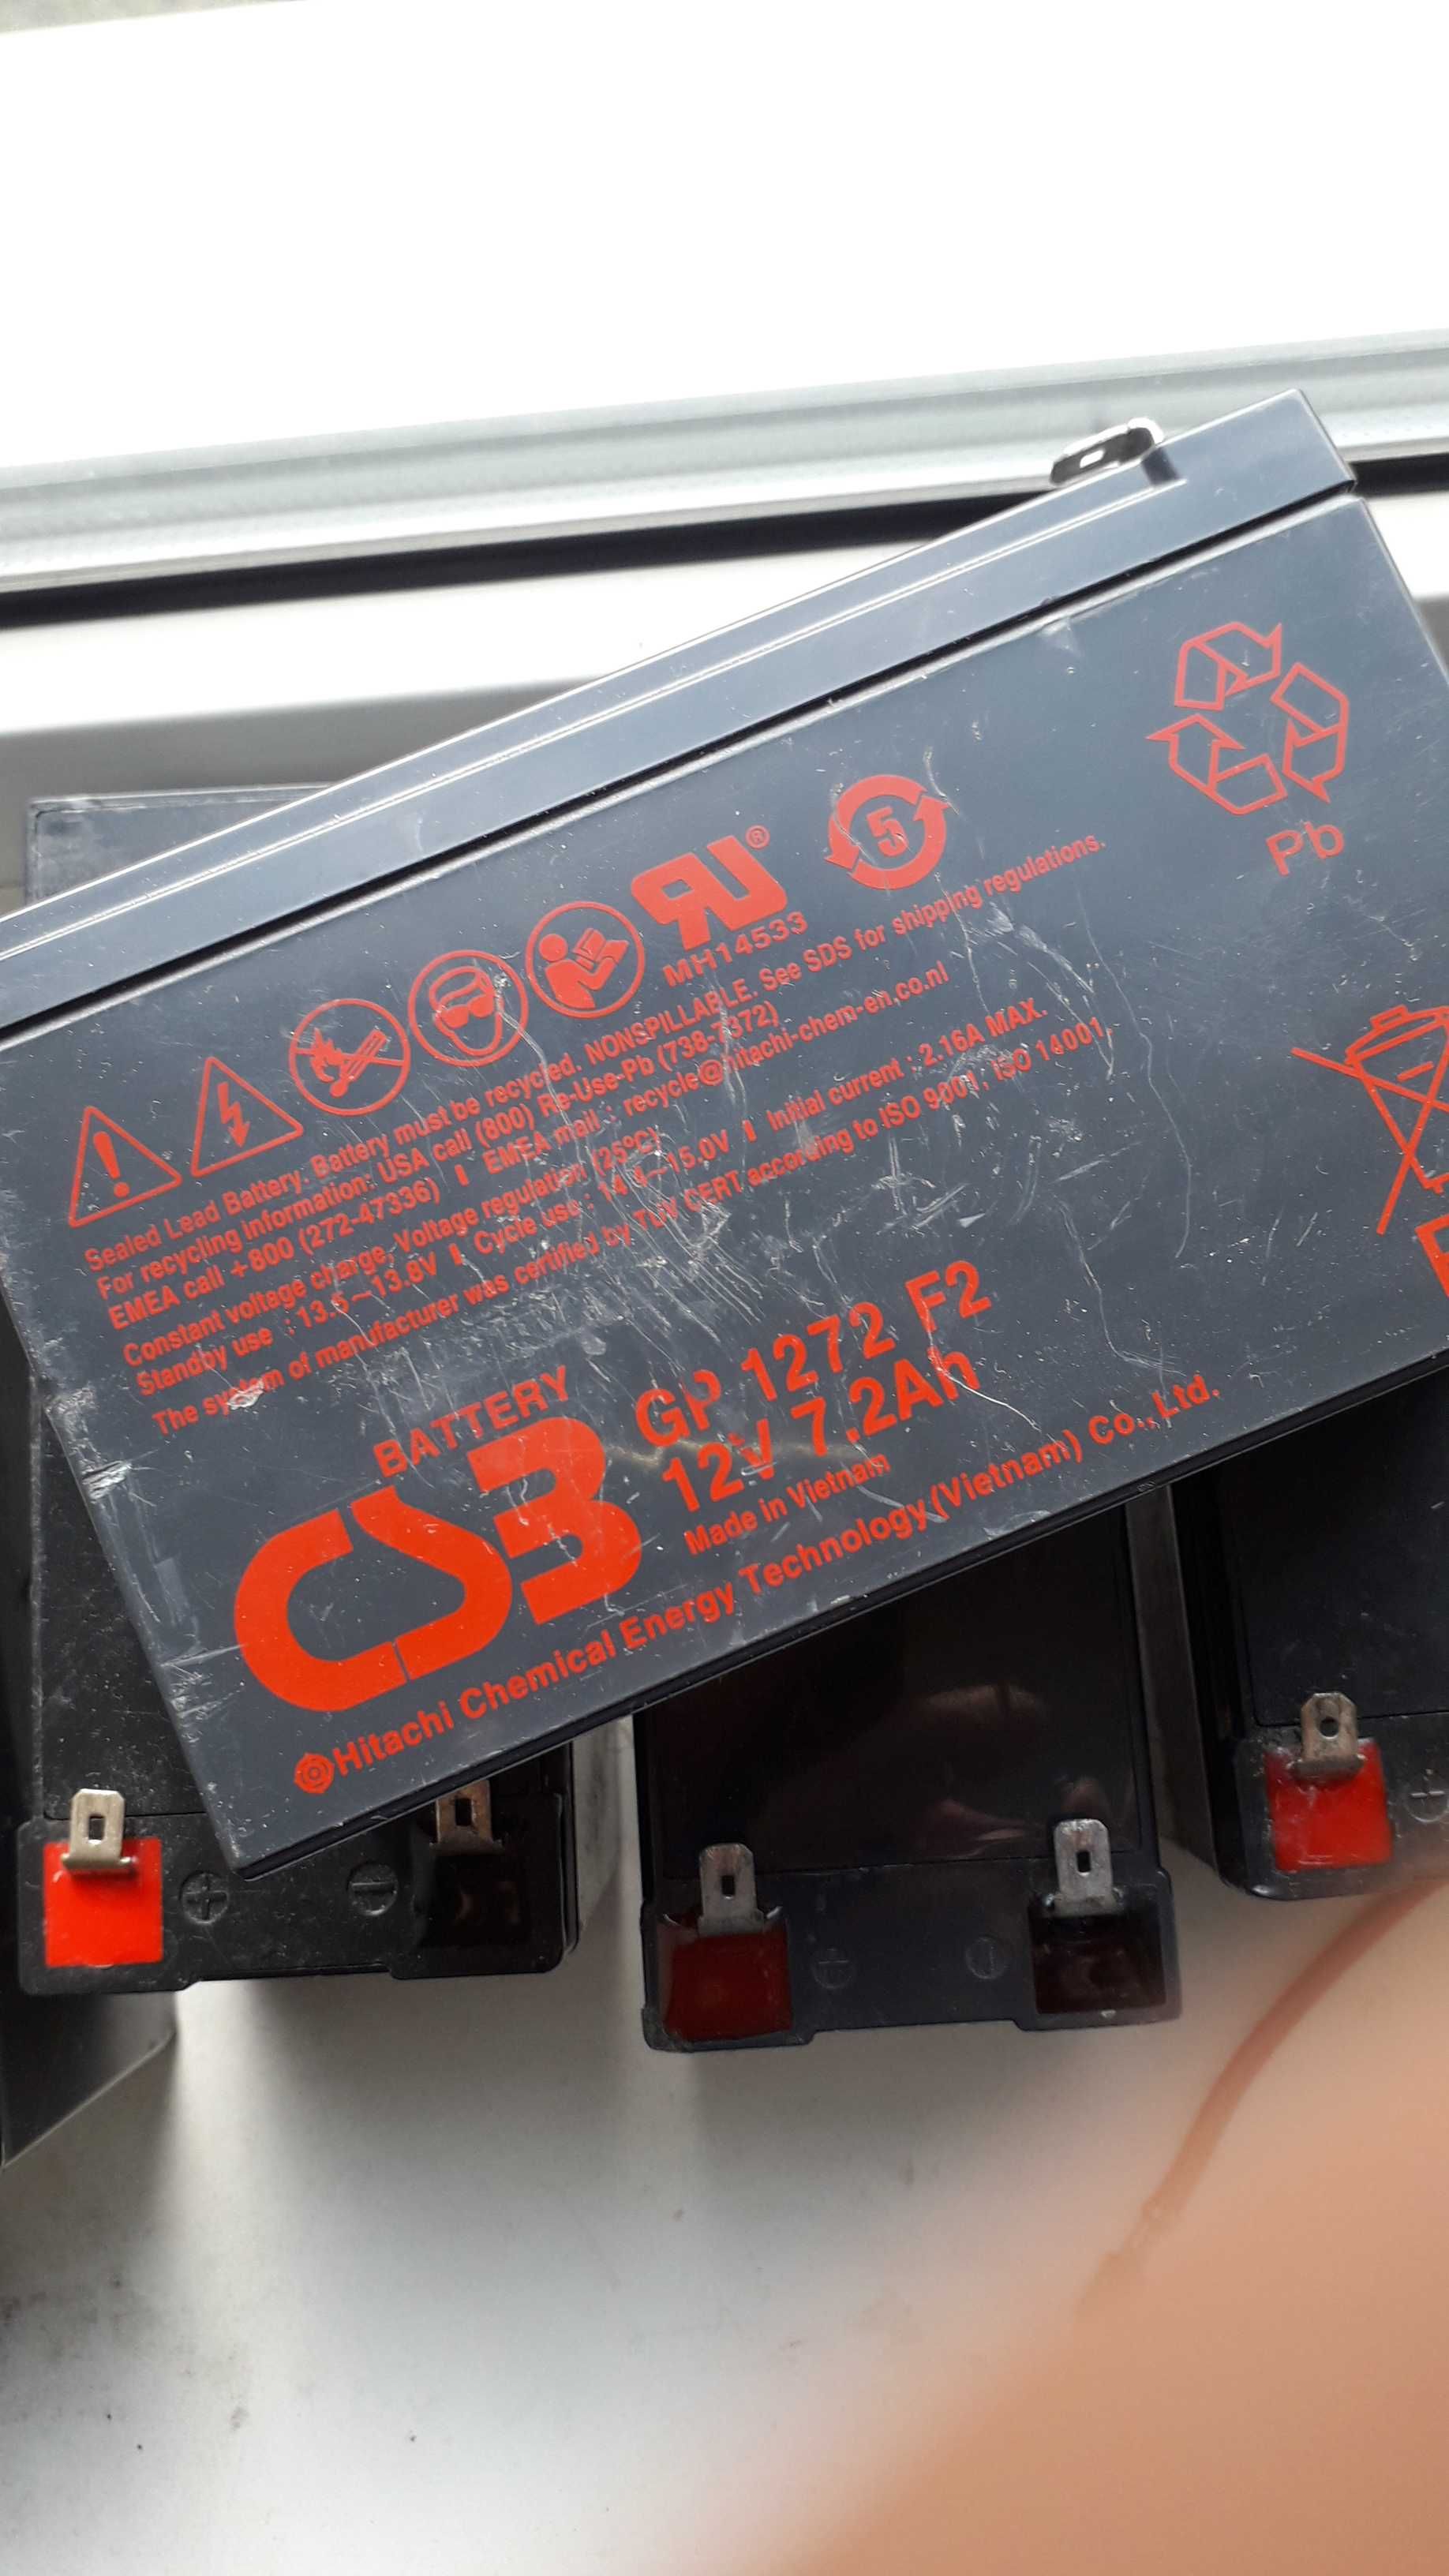 5
Pb
MH14533
Sealed Lead Battery. Battery must be recycled. NONSPILLABLE. See SDS for shipping regulations.
For recycling information: USA call (800) Re-Use-Pb (738-7372)
EMEA call +800 (272-47336) EMEA mail : recycle@hitachi-chem-en.co.nl
Constant voltage charge, Voltage regulation (25°C)
Standby use : 13.5~13.8V Cycle use : 14.4~15.0V Initial current : 2.16A MAX.
The system of manufacturer was certified by TUV CERT according to ISO 9001, ISO 14001.
BATTERY
CSB
GP 1272 F2
12V 7.2Ah
Made in Vietnam
Hitachi Chemical Energy Technology (Vietnam) Co., Ltd.